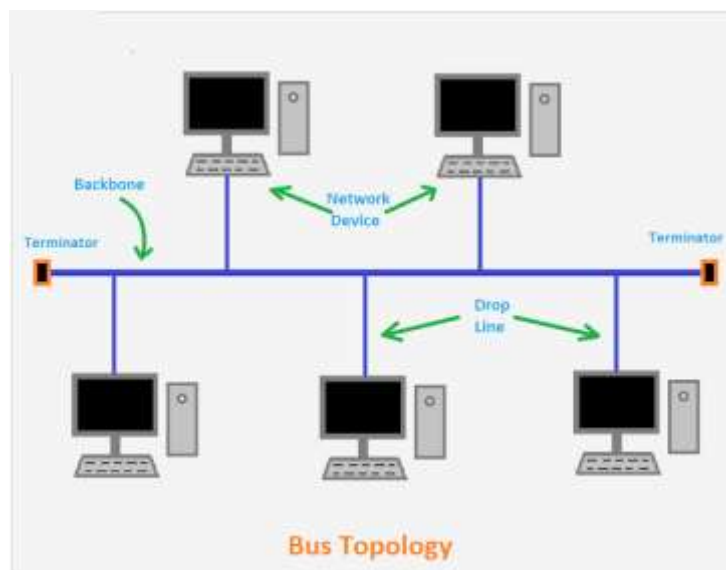 Backbone
Network
Device
Terminator
Terminator
Drop
Line
Bus Topology